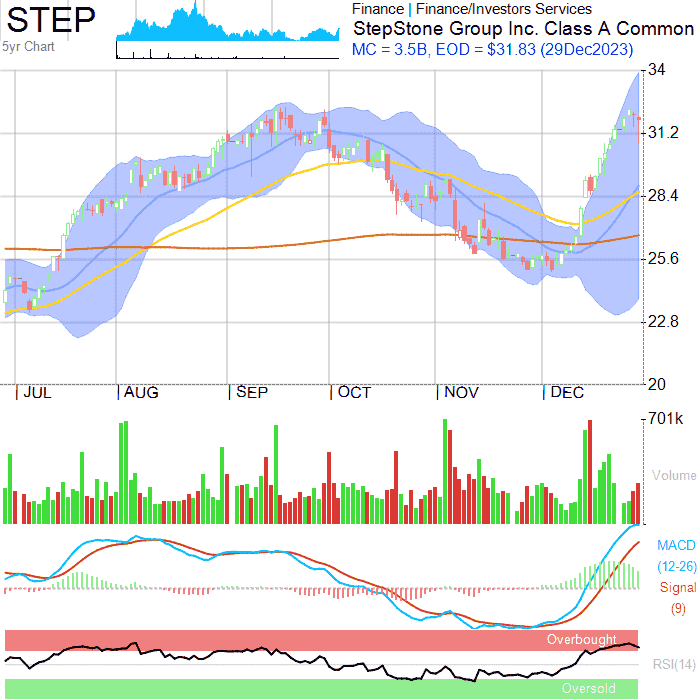 STEP
5yr Chart
Finance | Finance/Investors Services
StepStone Group Inc. Class A Common
MC = 3.5B, EOD = $31.83 (29Dec2023)
34
31.2
28.4
25.6
22.8
20
JUL
AUG
SEP
OCT
NOV
DEC
701k
Volume
MACD
(12-26)
Signal
(9)
Overbought
RSI(14)
Oversold